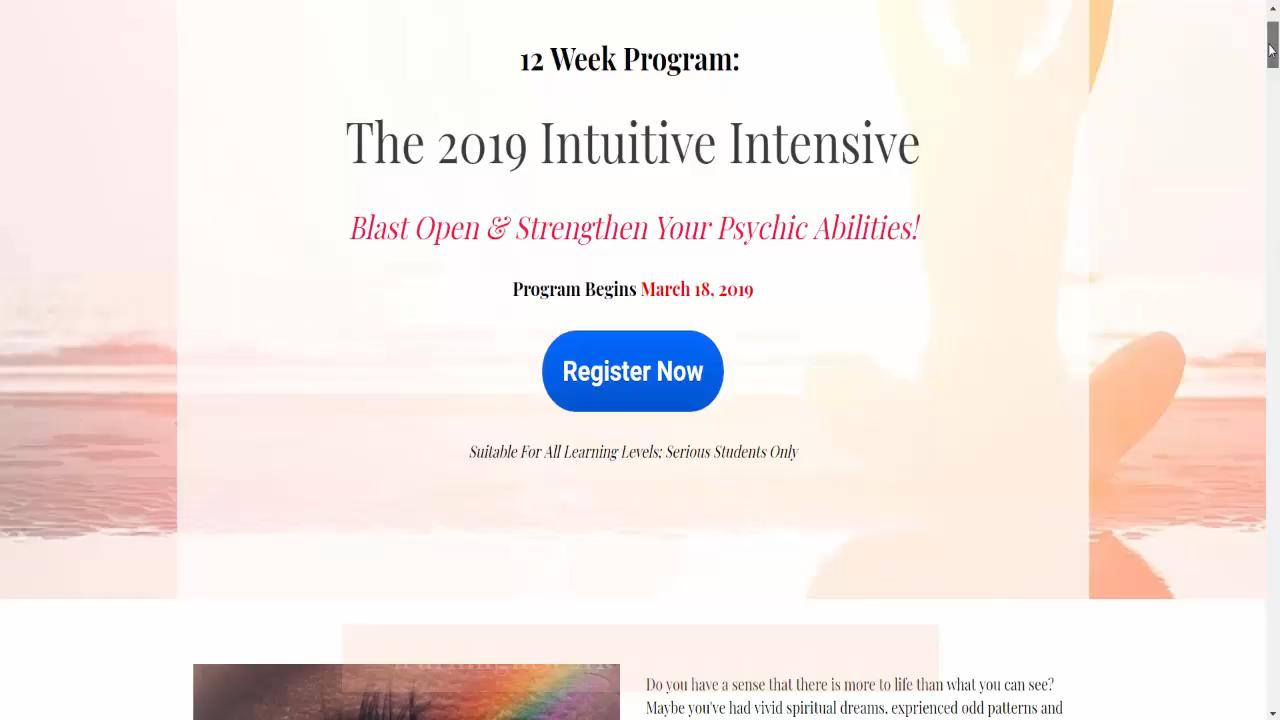 12 Week Program:
The 2019 Intuitive Intensive
Blast Open & Strengthen Your Psychic Abilities!
Program Begins March 18, 2019
Register Now
Suitable For All Learning Levels; Serious Students Only
Do you have a sense that there is more to life than what you can see?
Maybe you've had vivid spiritual dreams, exprienced odd patterns and